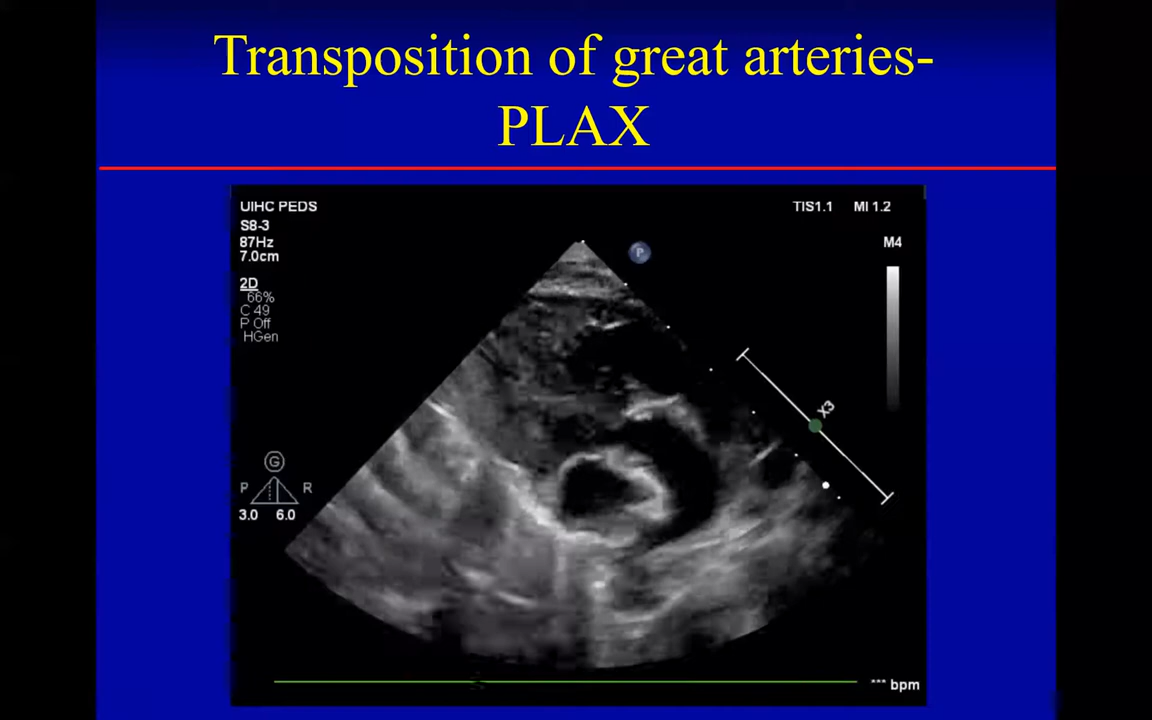 Transposition of great arteries-
PLAX
UIHC PEDS
TIS1.1 MI 1.2
S8-3
87Hz
7.0cm
M4
P
2D
66%
C 49
P Off
HGen
X3
G
P R
3.0 6.0
*** bpm